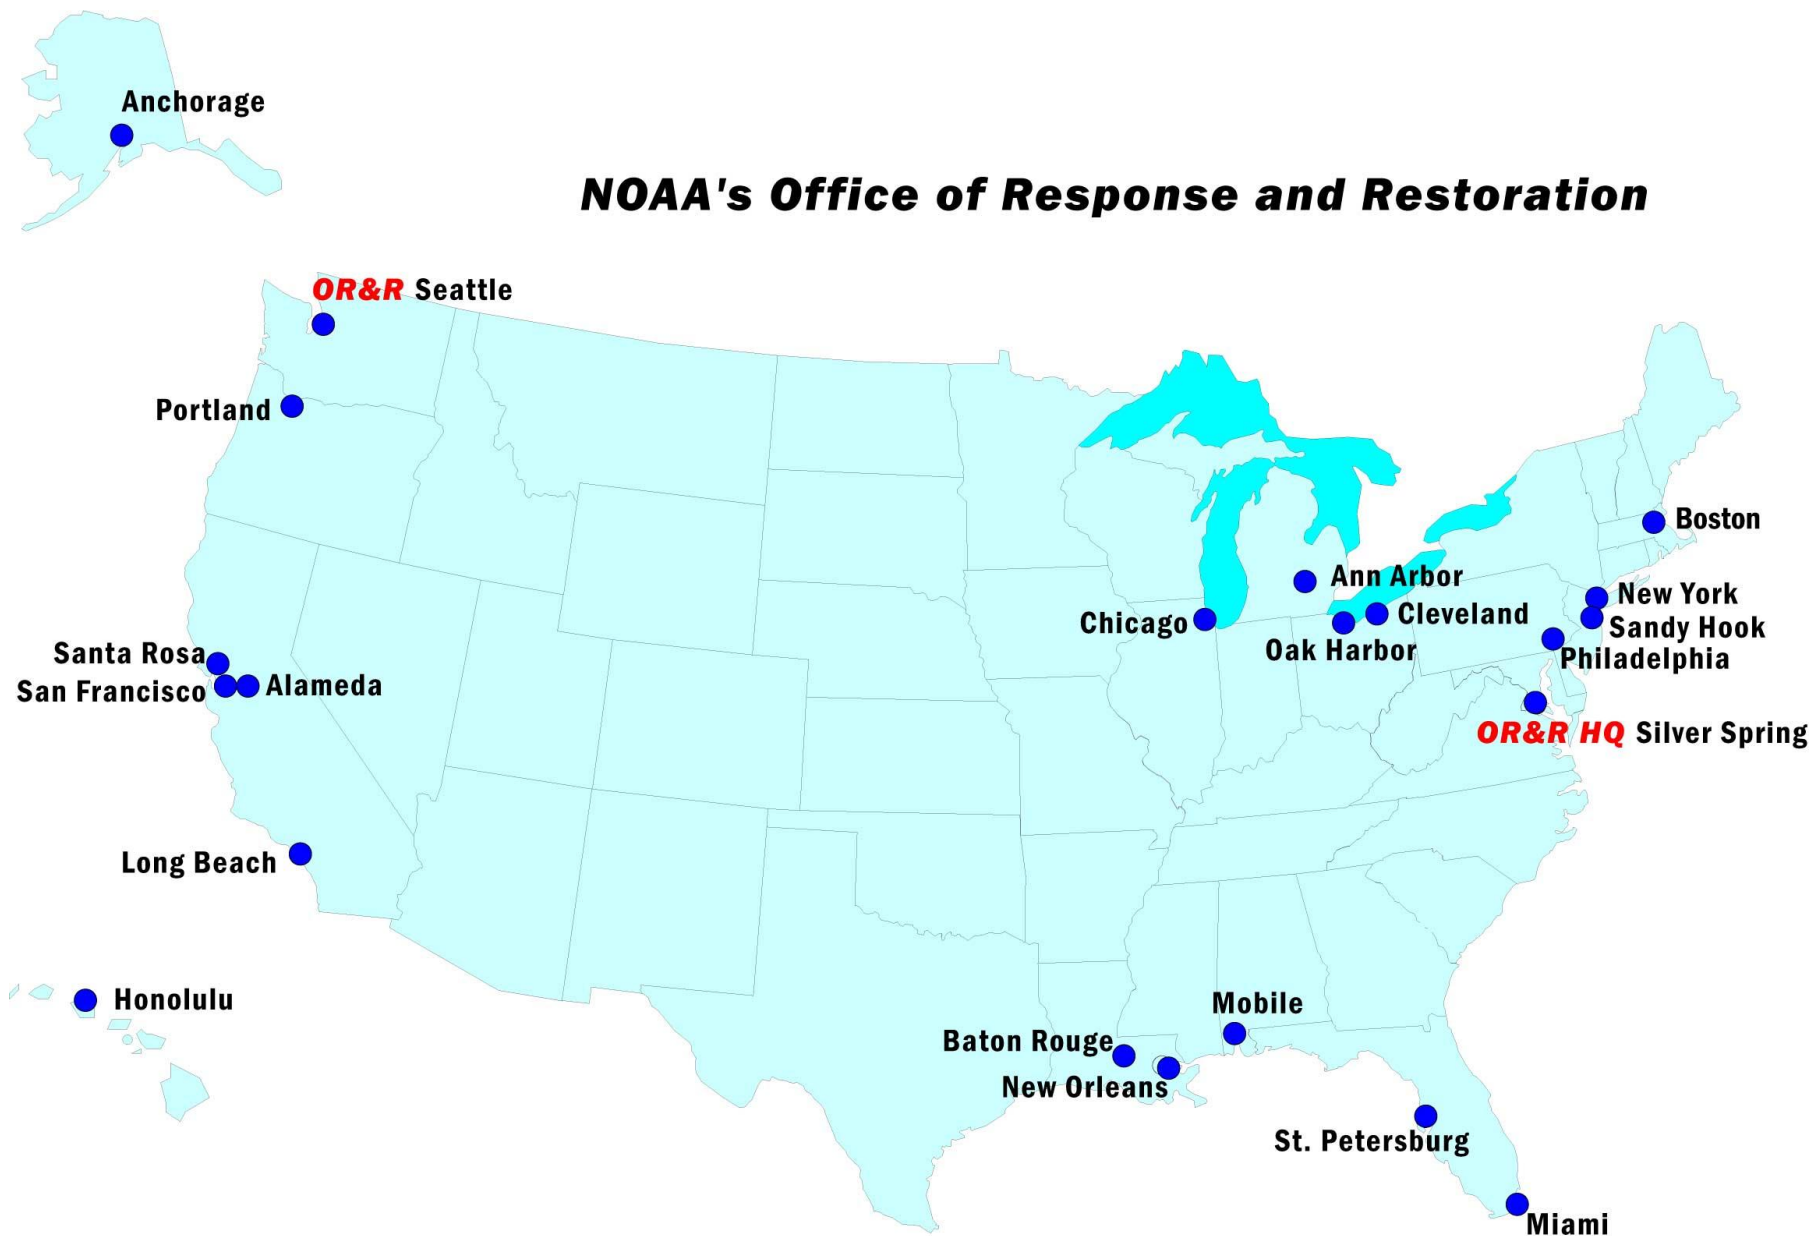 Anchorage
NOAA's Office of Response and Restoration
OR&R Seattle
Portland
Boston
Ann Arbor
New York
Chicago
Cleveland
Sandy Hook
Oak Harbor
Philadelphia
Santa Rosa
San Francisco
Alameda
OR&R HQ Silver Spring
Long Beach
Honolulu
Mobile
Baton Rouge
New Orleans
St. Petersburg
Miami